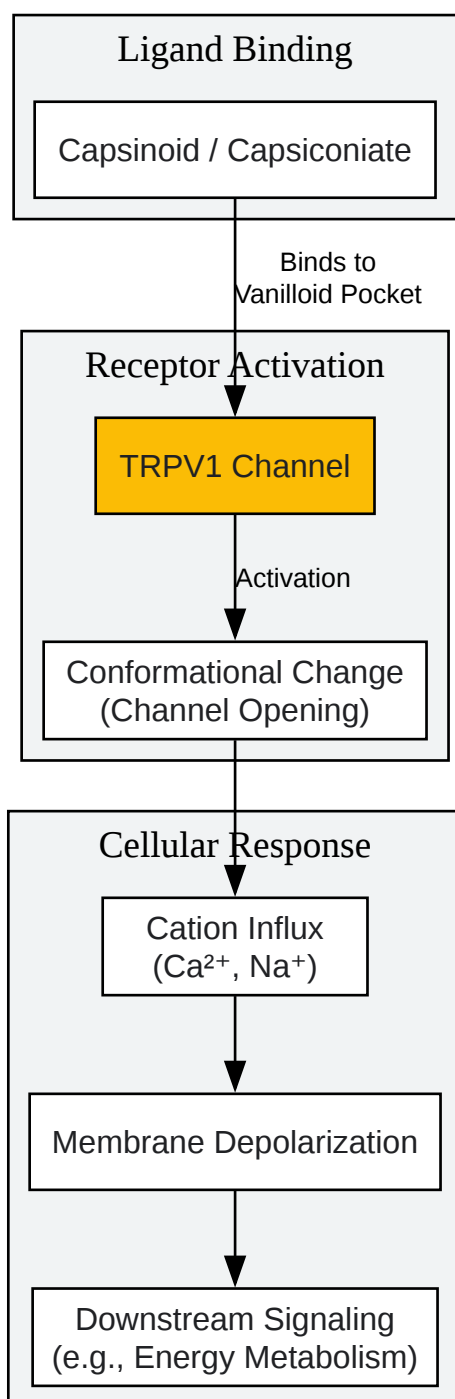 Ligand Binding
Capsinoid / Capsiconiate
Binds to
Vanilloid Pocket
Receptor Activation
TRPV1 Channel
Activation
Conformational Change
(Channel Opening)
Cellular Response
Cation Influx
(Ca²⁺, Na⁺)
Membrane Depolarization
Downstream Signaling
(e.g., Energy Metabolism)